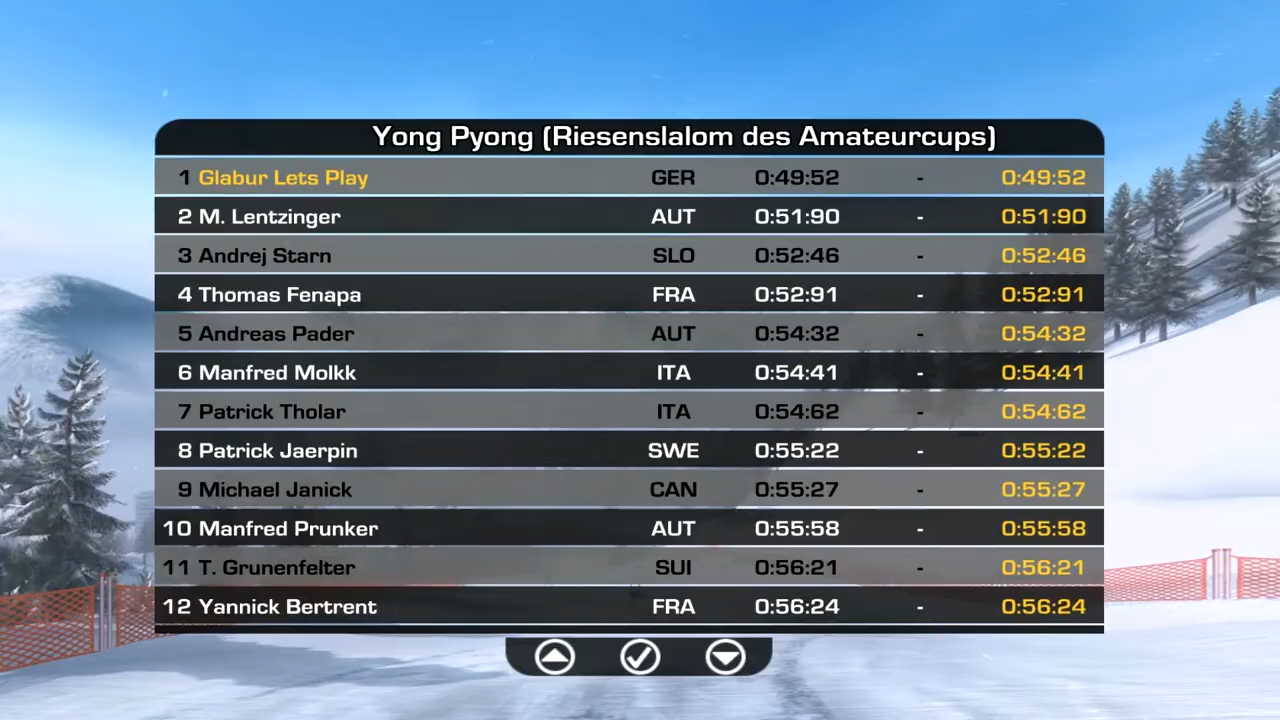 Yong Pyong (Riesenslalom des Amateurcups)
1 Glabur Lets Play GER 0:49:52 - 0:49:52
2 M. Lentzinger AUT 0:51:90 - 0:51:90
3 Andrej Starn SLO 0:52:46 - 0:52:46
4 Thomas Fenapa FRA 0:52:91 - 0:52:91
5 Andreas Pader AUT 0:54:32 - 0:54:32
6 Manfred Molkk ITA 0:54:41 - 0:54:41
7 Patrick Tholar ITA 0:54:62 - 0:54:62
8 Patrick Jaerpin SWE 0:55:22 - 0:55:22
9 Michael Janick CAN 0:55:27 - 0:55:27
10 Manfred Prunker AUT 0:55:58 - 0:55:58
11 T. Grunenfelter SUI 0:56:21 - 0:56:21
12 Yannick Bertrent FRA 0:56:24 - 0:56:24